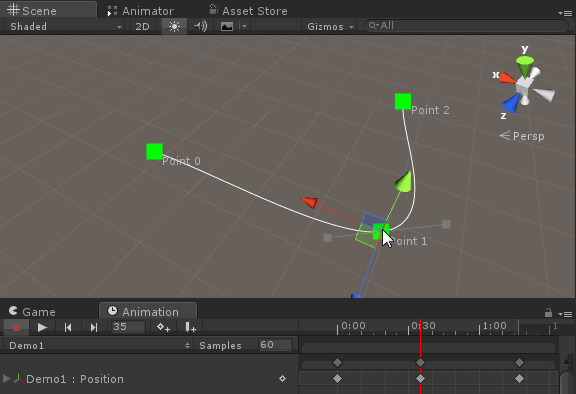 Scene Animator Asset Store
Shaded 2D Gizmos All
y
x
z
Persp
Point 2
Point 0
Point 1
Game Animation
35 0:00 0:30 1:00 1
Demo1 Samples 60
Demo1 : Position